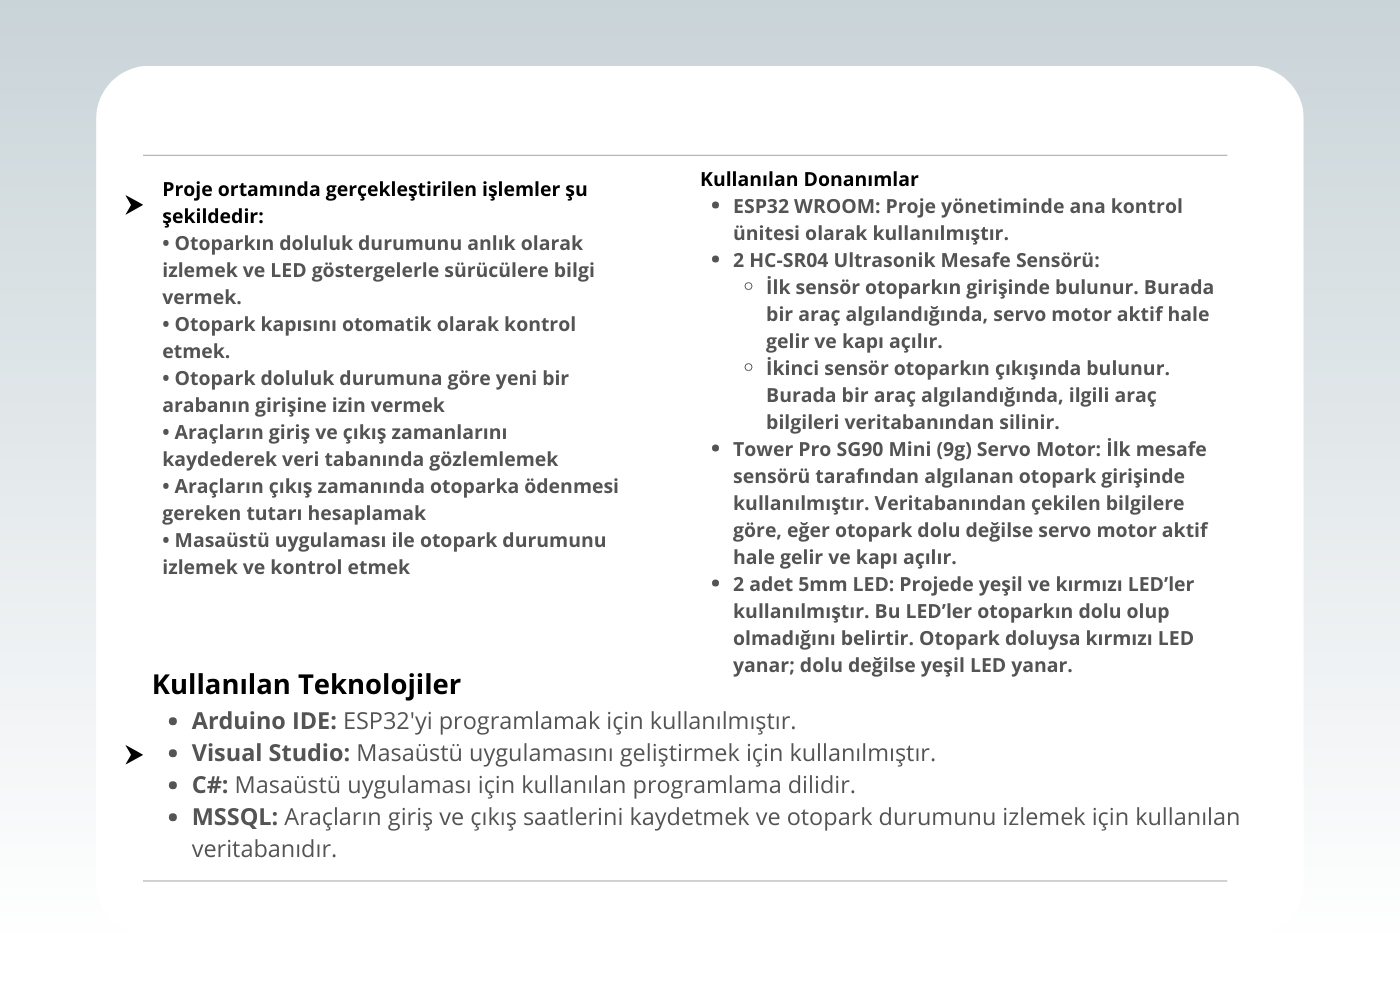 Proje ortamında gerçekleştirilen işlemler şu
şekildedir:
• Otoparkın doluluk durumunu anlık olarak
izlemek ve LED göstergelerle sürücülere bilgi
vermek.
• Otopark kapısını otomatik olarak kontrol
etmek.
• Otopark doluluk durumuna göre yeni bir
arabanın girişine izin vermek
• Araçların giriş ve çıkış zamanlarını
kaydederek veri tabanında gözlemlemek
• Araçların çıkış zamanında otoparka ödenmesi
gereken tutarı hesaplamak
• Masaüstü uygulaması ile otopark durumunu
izlemek ve kontrol etmek
Kullanılan Donanımlar
• ESP32 WROOM: Proje yönetiminde ana kontrol
ünitesi olarak kullanılmıştır.
• 2 HC-SR04 Ultrasonik Mesafe Sensörü:
◦ İlk sensör otoparkın girişinde bulunur. Burada
bir araç algılandığında, servo motor aktif hale
gelir ve kapı açılır.
◦ İkinci sensör otoparkın çıkışında bulunur.
Burada bir araç algılandığında, ilgili araç
bilgileri veritabanından silinir.
• Tower Pro SG90 Mini (9g) Servo Motor: İlk mesafe
sensörü tarafından algılanan otopark girişinde
kullanılmıştır. Veritabanından çekilen bilgilere
göre, eğer otopark dolu değilse servo motor aktif
hale gelir ve kapı açılır.
• 2 adet 5mm LED: Projede yeşil ve kırmızı LED’ler
kullanılmıştır. Bu LED’ler otoparkın dolu olup
olmadığını belirtir. Otopark doluysa kırmızı LED
yanar; dolu değilse yeşil LED yanar.
Kullanılan Teknolojiler
• Arduino IDE: ESP32'yi programlamak için kullanılmıştır.
• Visual Studio: Masaüstü uygulamasını geliştirmek için kullanılmıştır.
• C#: Masaüstü uygulaması için kullanılan programlama dilidir.
• MSSQL: Araçların giriş ve çıkış saatlerini kaydetmek ve otopark durumunu izlemek için kullanılan
veritabanıdır.